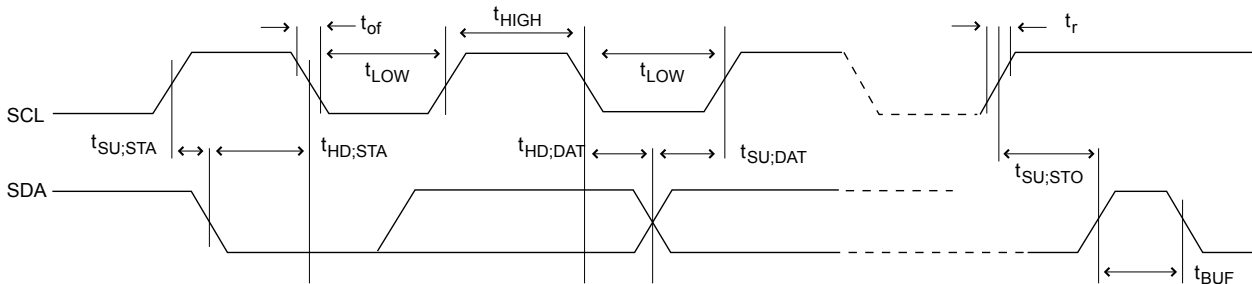 t_of
t_HIGH
t_r
t_LOW
t_LOW
SCL
t_SU;STA
t_HD;STA
t_HD;DAT
t_SU;DAT
t_SU;STO
SDA
t_BUF